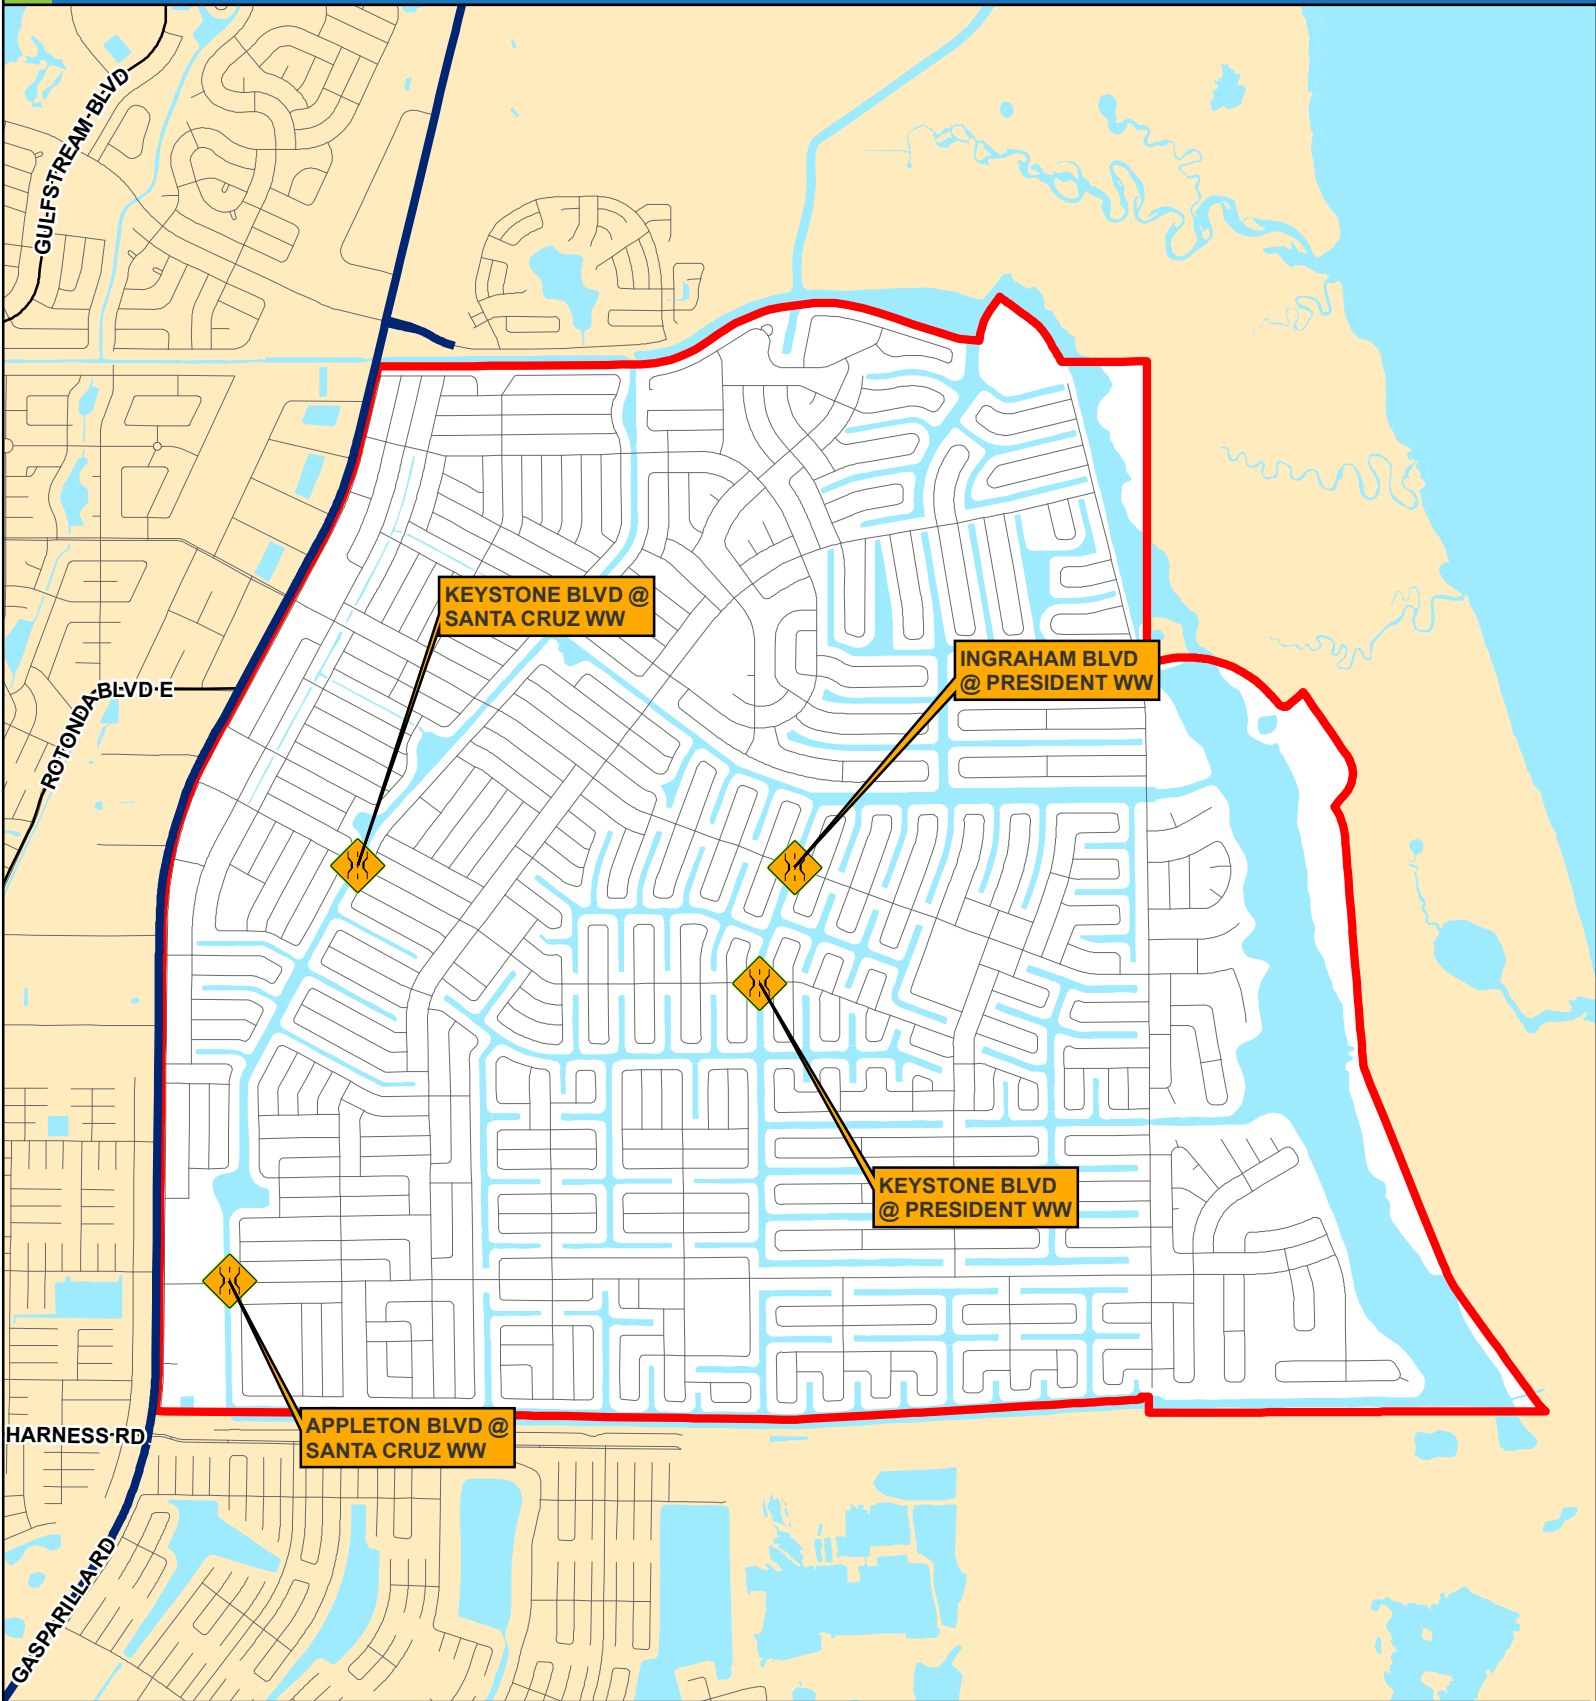 GULFSTREAM BLVD
KEYSTONE BLVD @
SANTA CRUZ WW
INGRAHAM BLVD
@ PRESIDENT WW
ROTONDA BLVD E
KEYSTONE BLVD
@ PRESIDENT WW
APPLETON BLVD @
SANTA CRUZ WW
HARNESS RD
GASPARILLA RD